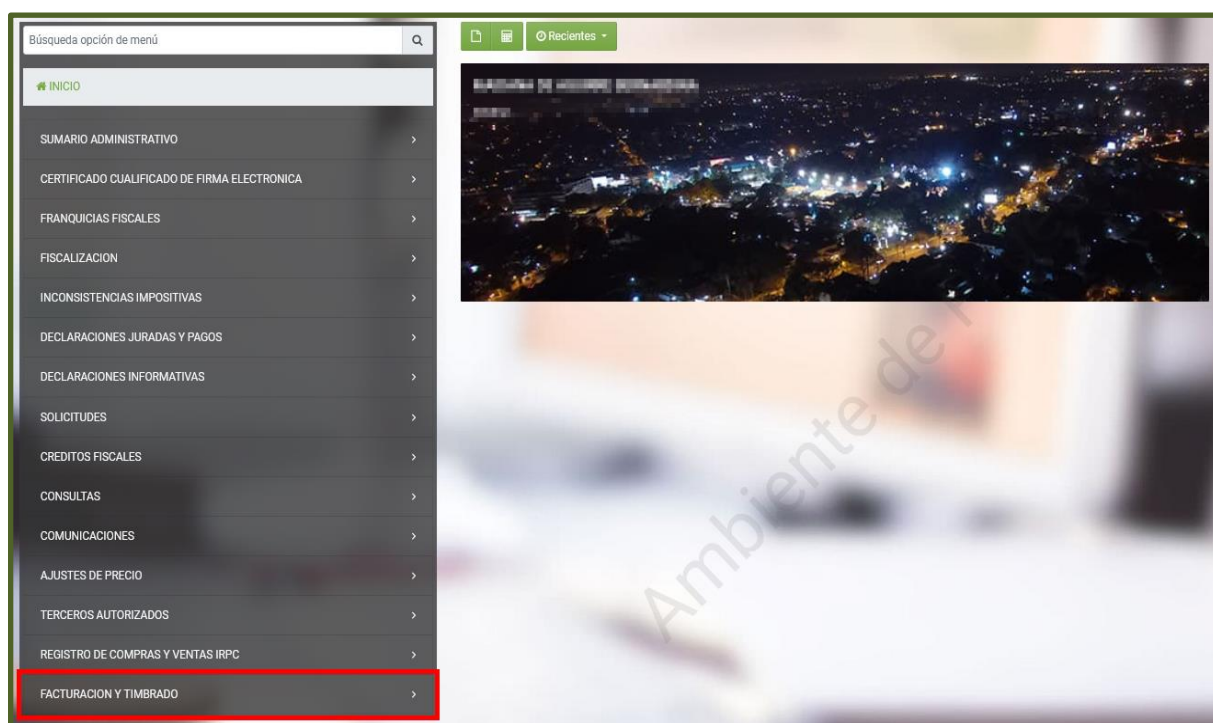 Búsqueda opción de menú
Recientes
INICIO
SUMARIO ADMINISTRATIVO
CERTIFICADO CUALIFICADO DE FIRMA ELECTRONICA
FRANQUICIAS FISCALES
FISCALIZACION
INCONSISTENCIAS IMPOSITIVAS
DECLARACIONES JURADAS Y PAGOS
DECLARACIONES INFORMATIVAS
SOLICITUDES
CREDITOS FISCALES
CONSULTAS
COMUNICACIONES
AJUSTES DE PRECIO
TERCEROS AUTORIZADOS
REGISTRO DE COMPRAS Y VENTAS IRPC
FACTURACION Y TIMBRADO
Ambiente de